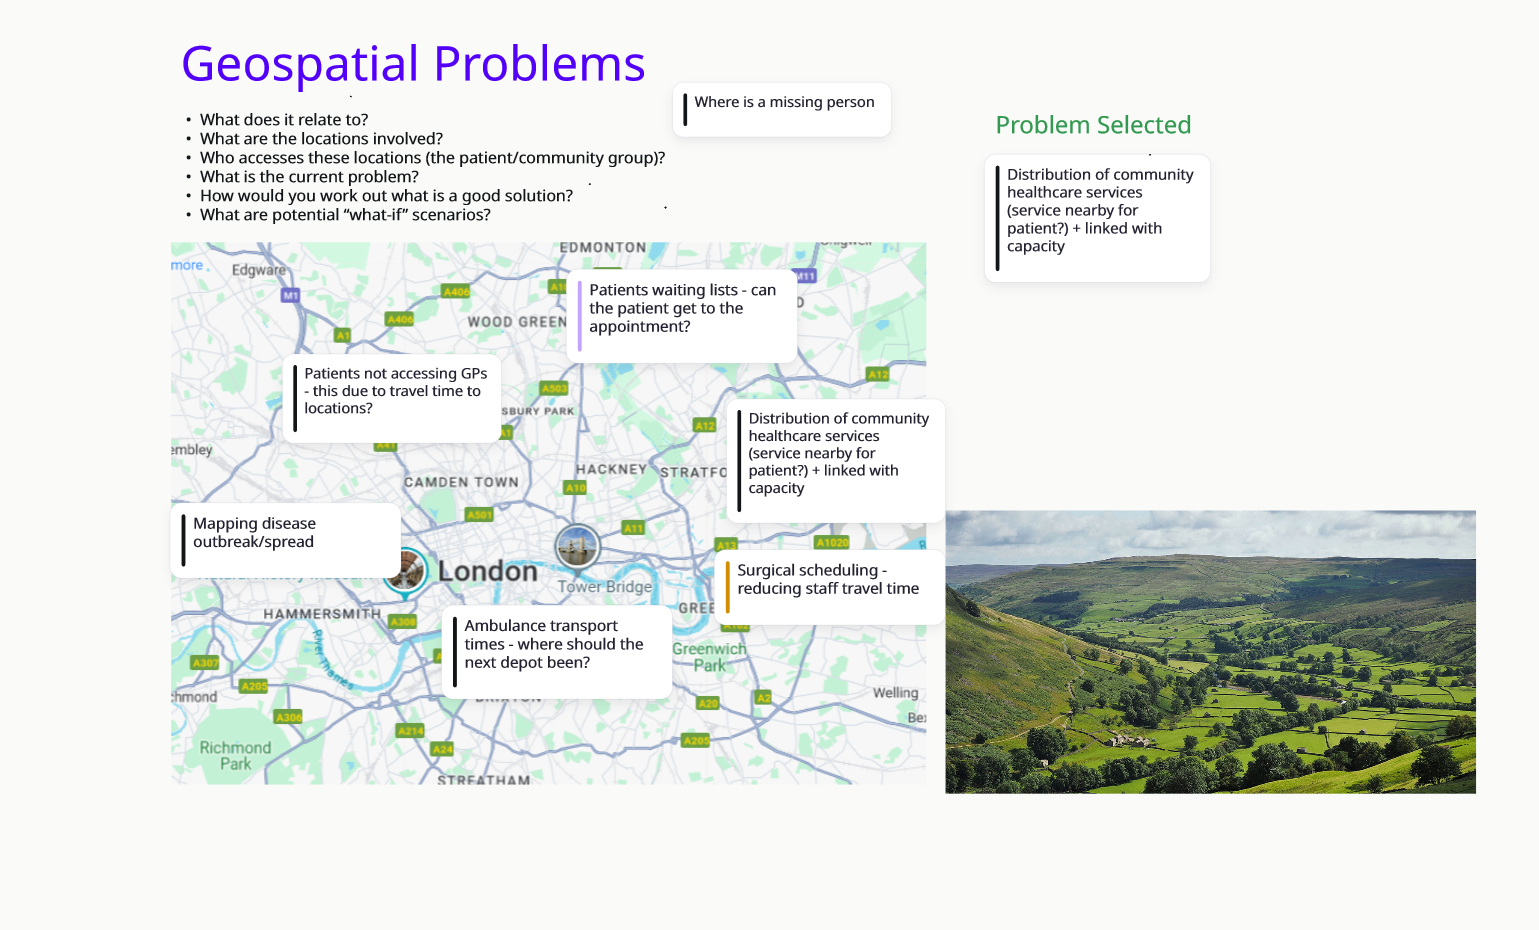 Geospatial Problems
Where is a missing person
• What does it relate to?
• What are the locations involved?
• Who accesses these locations (the patient/community group)?
• What is the current problem?
• How would you work out what is a good solution?
• What are potential “what-if” scenarios?
Problem Selected
Distribution of community
healthcare services
(service nearby for
patient?) + linked with
capacity
EDMONTON
more
Edgware
M1
A406
M11
Patients waiting lists - can
the patient get to the
appointment?
A406
WOOD GREEN
A1
Patients not accessing GPs
- this due to travel time to
locations?
A503
SBURY PARK
A12
A1
A41
A12
Distribution of community
healthcare services
(service nearby for
patient?) + linked with
capacity
embley
HACKNEY
STRATFO
CAMDEN TOWN
A10
A501
A11
A13
A1020
Mapping disease
outbreak/spread
London
Tower Bridge
Surgical scheduling -
reducing staff travel time
HAMMERSMITH
A308
GREE
Ambulance transport
times - where should the
next depot been?
River Thames
Greenwich
Park
A307
A205
chmond
BRIXTON
A20
A2
Welling
Bex
A306
A214
A24
A205
Richmond
Park
STREATHAM